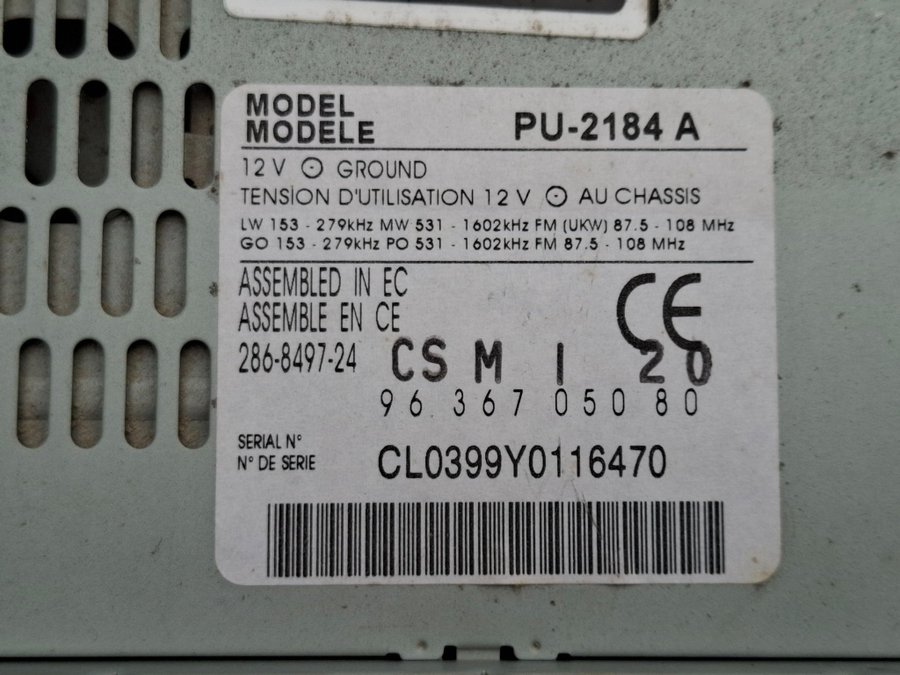 MODEL
MODELE PU-2184 A
12 V ⊙ GROUND
TENSION D'UTILISATION 12 V ⊙ AU CHASSIS
LW 153 - 279kHz MW 531 - 1602kHz FM (UKW) 87.5 - 108 MHz
GO 153 - 279kHz PO 531 - 1602kHz FM 87.5 - 108 MHz
ASSEMBLED IN EC
ASSEMBLE EN CE
CE
286-8497-24
CS M I 20
96 367 050 80
SERIAL N°
N° DE SERIE CL0399Y0116470